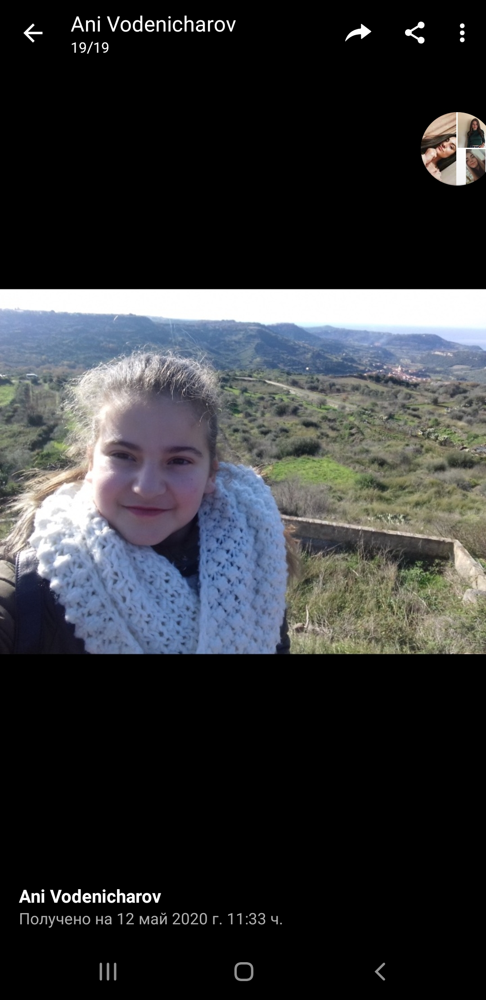 Ani Vodenicharov
19/19
Ani Vodenicharov
Получено на 12 май 2020 г. 11:33 ч.